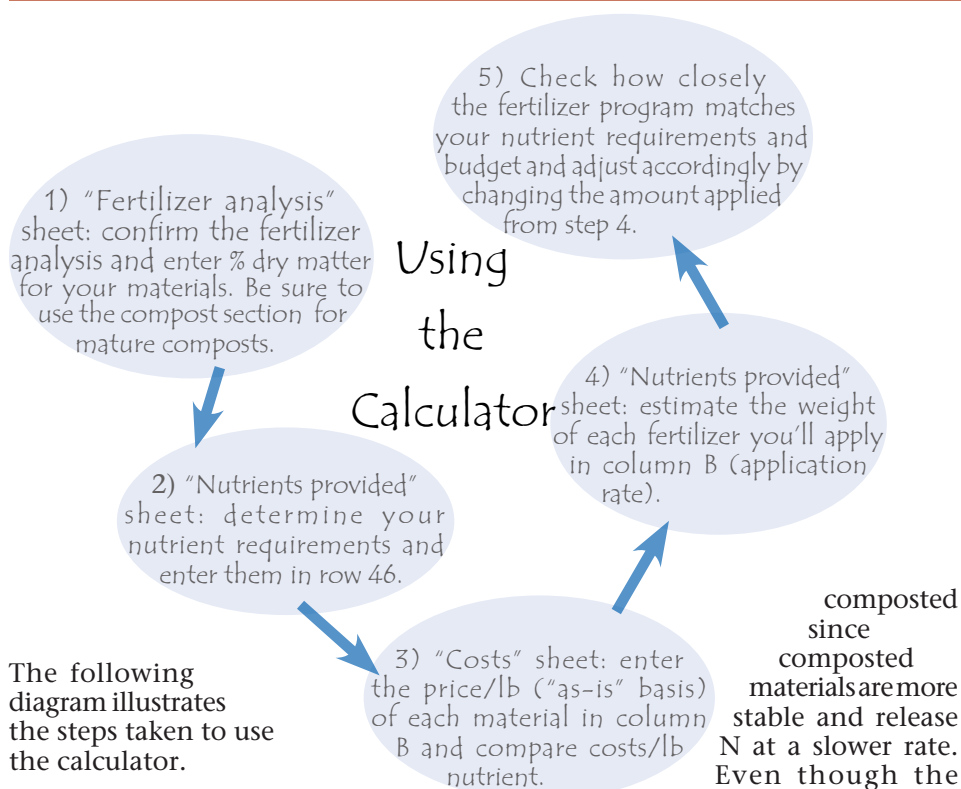 Using
the
Calculator
1) “Fertilizer analysis”
sheet: confirm the fertilizer
analysis and enter % dry matter
for your materials. Be sure to
use the compost section for
mature composts.
2) “Nutrients provided”
sheet: determine your
nutrient requirements and
enter them in row 46.
3) “Costs” sheet: enter
the price/lb (“as-is” basis)
of each material in column
B and compare costs/lb
nutrient.
4) “Nutrients provided”
sheet: estimate the weight
of each fertilizer you’ll apply
in column B (application
rate).
5) Check how closely
the fertilizer program matches
your nutrient requirements and
budget and adjust accordingly by
changing the amount applied
from step 4.
The following
diagram illustrates
the steps taken to use
the calculator.
composted
since
composted
materials are more
stable and release
N at a slower rate.
Even though the